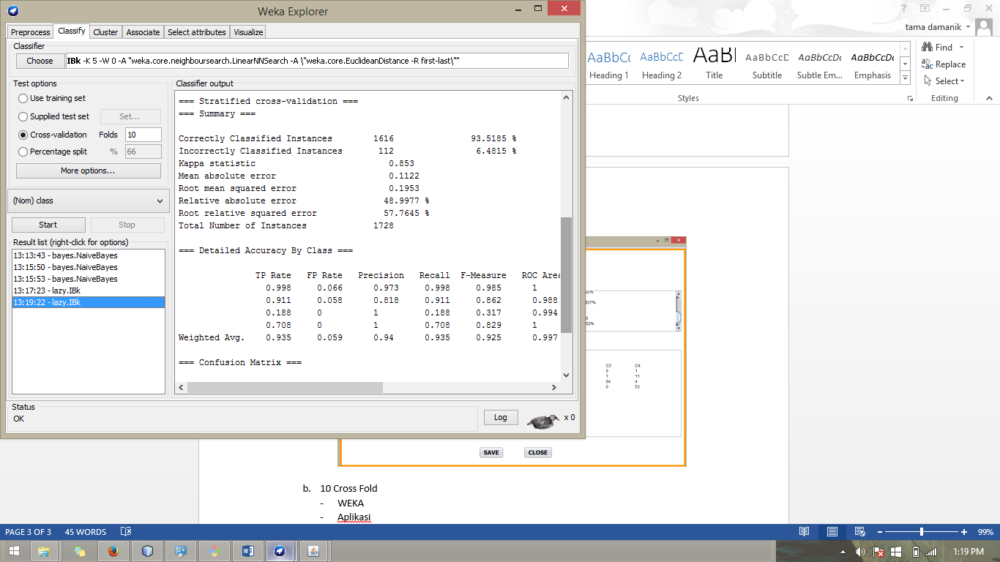 Weka Explorer
Preprocess Classify Cluster Associate Select attributes Visualize
Classifier
Choose IBk -K 5 -W 0 -A "weka.core.neighboursearch.LinearNNSearch -A \"weka.core.EuclideanDistance -R first-last\""
Test options
Use training set
Supplied test set Set...
Cross-validation Folds 10
Percentage split % 66
More options...
(Nom) class
Start Stop
Result list (right-click for options)
13:13:43 - bayes.NaiveBayes
13:15:50 - bayes.NaiveBayes
13:15:53 - bayes.NaiveBayes
13:17:23 - lazy.IBk
13:19:22 - lazy.IBk
Classifier output
=== Stratified cross-validation ===
=== Summary ===
Correctly Classified Instances 1616 93.5185 %
Incorrectly Classified Instances 112 6.4815 %
Kappa statistic 0.853
Mean absolute error 0.1122
Root mean squared error 0.1953
Relative absolute error 48.9977 %
Root relative squared error 57.7645 %
Total Number of Instances 1728
=== Detailed Accuracy By Class ===
TP Rate FP Rate Precision Recall F-Measure ROC Area
0.998 0.066 0.973 0.998 0.985 1
0.911 0.058 0.818 0.911 0.862 0.988
0.188 0 1 0.188 0.317 0.994
0.708 0 1 0.708 0.829 1
Weighted Avg. 0.935 0.059 0.94 0.935 0.925 0.997
=== Confusion Matrix ===
Status
OK
Log x 0
tama damanik
AaBbCc AaBbCcD AaBl AaBbCcD AaBbCcDc AaBbCcDc
Heading 1 Heading 2 Title Subtitle Subtle Em... Emphasis
Styles
Find
Replace
Select
Editing
C3 C4
0 1
1 11
64 4
0 53
SAVE CLOSE
b. 10 Cross Fold
- WEKA
- Aplikasi
PAGE 3 OF 3 45 WORDS 99%
1:19 PM